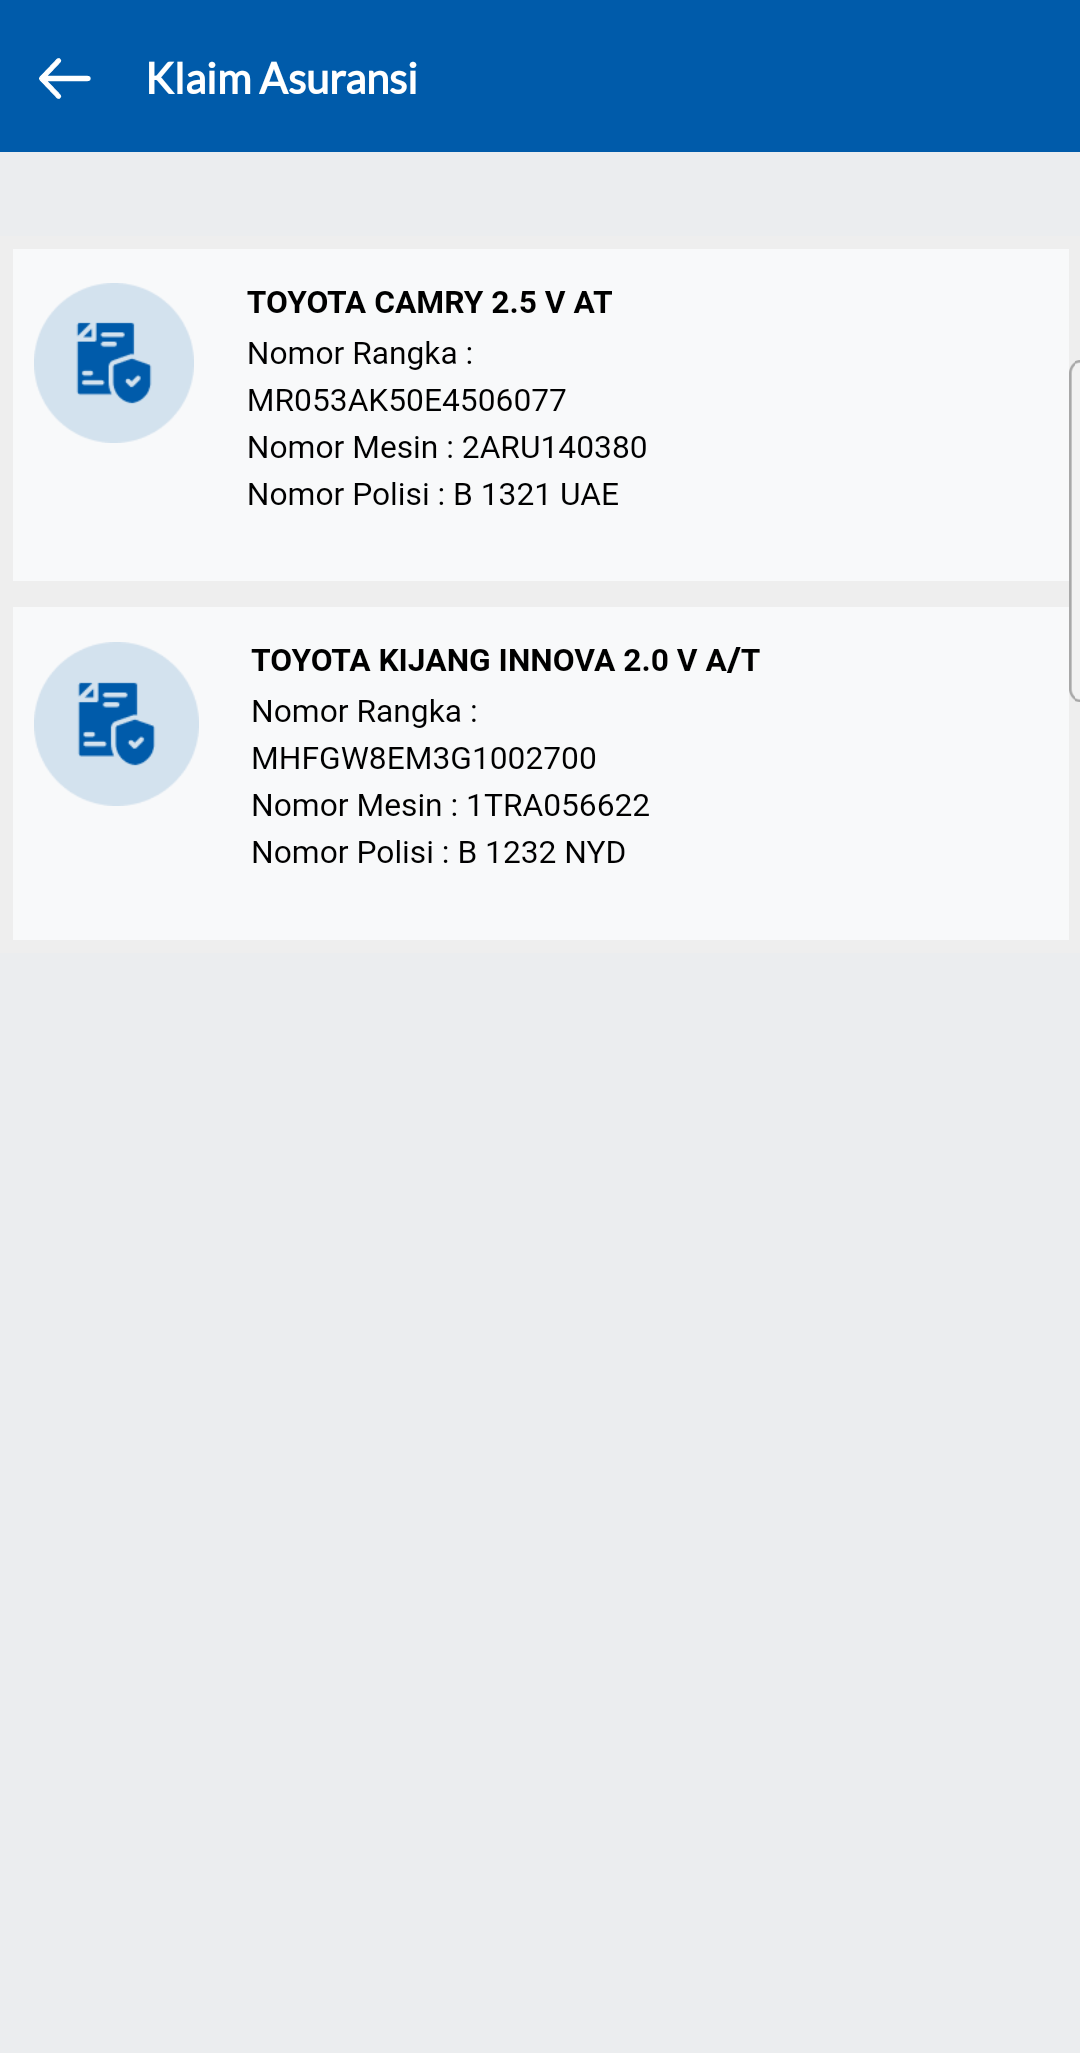 Klaim Asuransi
TOYOTA CAMRY 2.5 V AT
Nomor Rangka :
MR053AK50E4506077
Nomor Mesin : 2ARU140380
Nomor Polisi : B 1321 UAE
TOYOTA KIJANG INNOVA 2.0 V A/T
Nomor Rangka :
MHFGW8EM3G1002700
Nomor Mesin : 1TRA056622
Nomor Polisi : B 1232 NYD